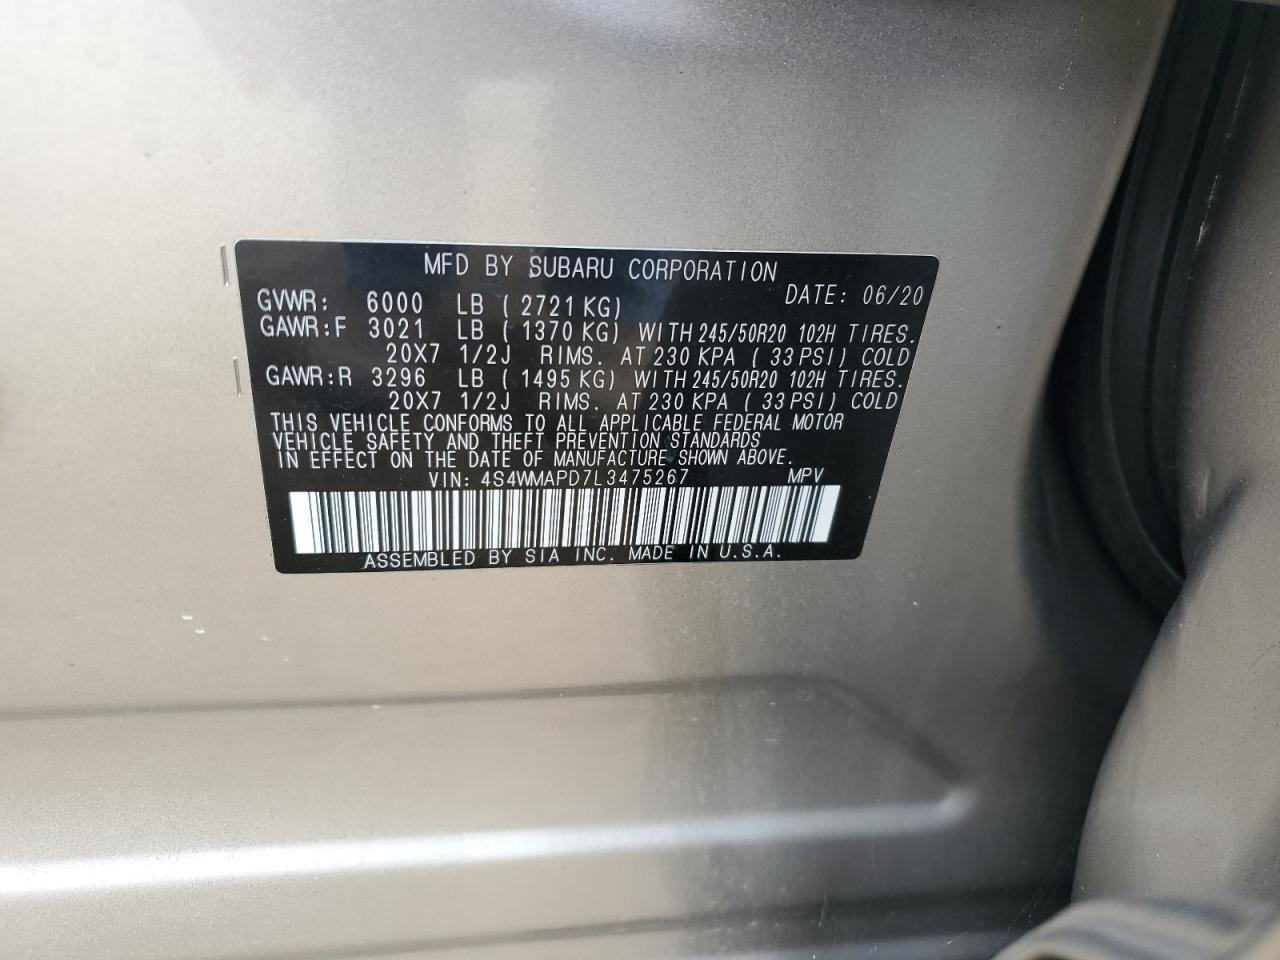 MFD BY SUBARU CORPORATION
DATE: 06/20
GVWR: 6000 LB ( 2721 KG)
GAWR:F 3021 LB ( 1370 KG) WITH 245/50R20 102H TIRES.
20X7 1/2J RIMS. AT 230 KPA ( 33 PSI) COLD
GAWR:R 3296 LB ( 1495 KG) WITH 245/50R20 102H TIRES.
20X7 1/2J RIMS. AT 230 KPA ( 33 PSI) COLD
THIS VEHICLE CONFORMS TO ALL APPLICABLE FEDERAL MOTOR
VEHICLE SAFETY AND THEFT PREVENTION STANDARDS
IN EFFECT ON THE DATE OF MANUFACTURE SHOWN ABOVE.
VIN: 4S4WMAPD7L3475267 MPV
ASSEMBLED BY SIA INC. MADE IN U.S.A.